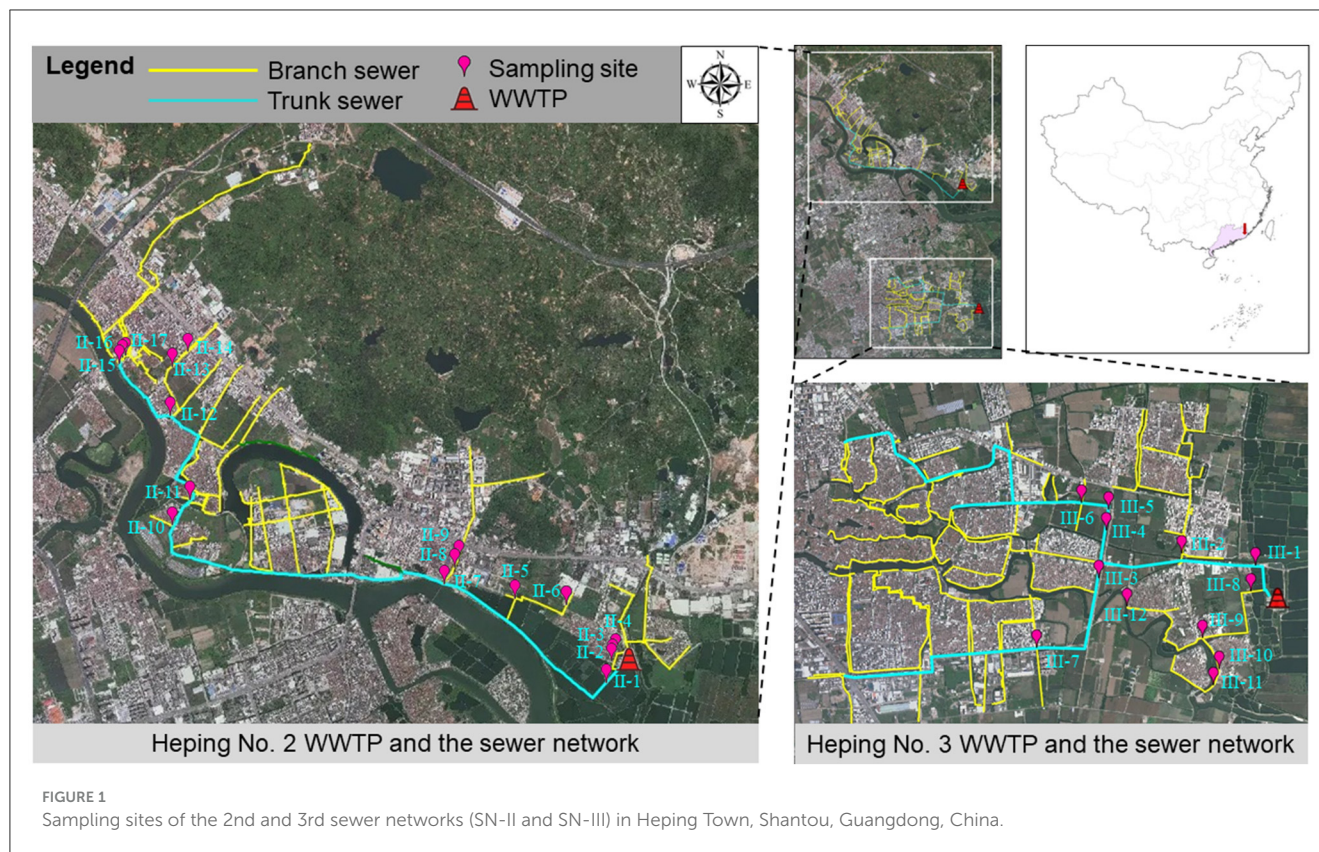 Legend
Branch sewer
Trunk sewer
Sampling site
WWTP
N
W E
S
II-16
II-17
II-15
II-14
II-13
II-12
II-11
II-10
II-9
II-8
II-7
II-5
II-6
II-4
II-3
II-2
II-1
Heping No. 2 WWTP and the sewer network
III-5
III-6
III-4
III-2
III-1
III-3
III-8
III-12
III-9
III-7
III-10
III-11
Heping No. 3 WWTP and the sewer network
FIGURE 1
Sampling sites of the 2nd and 3rd sewer networks (SN-II and SN-III) in Heping Town, Shantou, Guangdong, China.